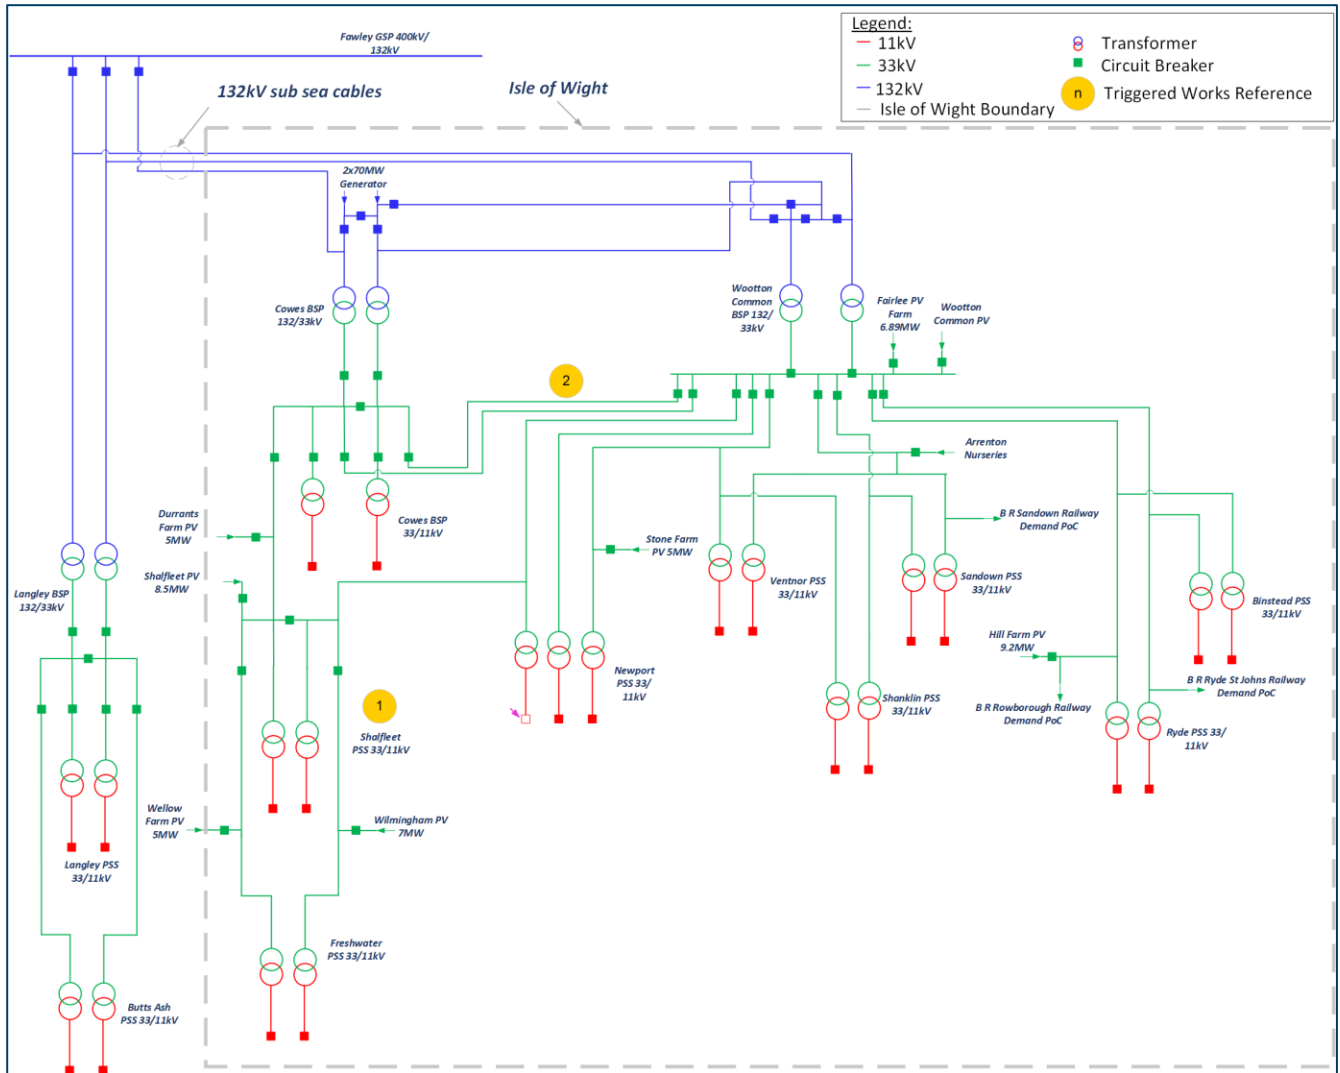 Fawley GSP 400kV/
132kV
Legend:
11kV
33kV
132kV
Isle of Wight Boundary
Transformer
Circuit Breaker
n
Triggered Works Reference
132kV sub sea cables
Isle of Wight
2x70MW
Generator
Cowes BSP
132/33kV
Wootton
Common
BSP 132/
33kV
Fairlee PV
Farm
6.89MW
Wootton
Common PV
2
Arrenton
Nurseries
Durrants
Farm PV
5MW
Cowes BSP
33/11kV
Stone Farm
PV 5MW
B R Sandown Railway
Demand PoC
Shalfleet PV
8.5MW
Langley BSP
132/33kV
Ventnor PSS
33/11kV
Sandown PSS
33/11kV
Binstead PSS
33/11kV
Hill Farm PV
9.2MW
Newport
PSS 33/
11kV
B R Ryde St Johns Railway
Demand PoC
1
Shalfleet
PSS 33/11kV
Shanklin PSS
33/11kV
B R Rowborough Railway
Demand PoC
Ryde PSS 33/
11kV
Wellow
Farm PV
5MW
Wilmingham PV
7MW
Langley PSS
33/11kV
Freshwater
PSS 33/11kV
Butts Ash
PSS 33/11kV